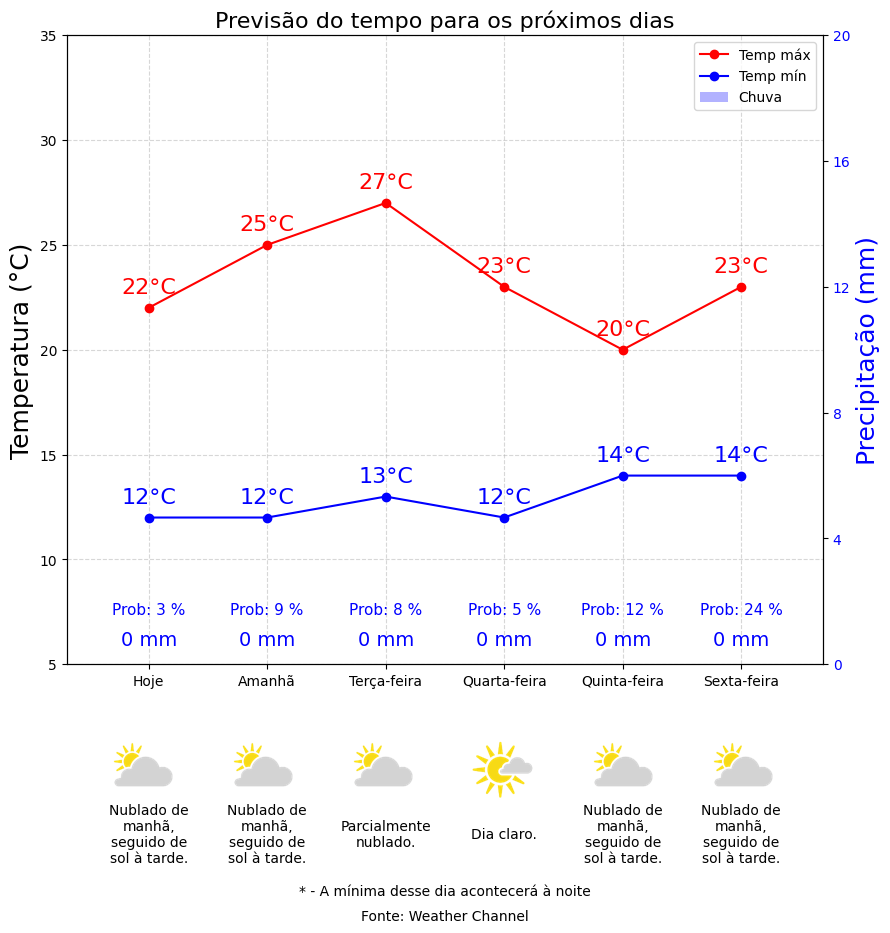 Previsão do tempo para os próximos dias
Temperatura (°C)
35
30
25
20
15
10
5
Precipitação (mm)
20
16
12
8
4
0
Temp máx
Temp mín
Chuva
22°C
25°C
27°C
23°C
20°C
23°C
12°C
12°C
13°C
12°C
14°C
14°C
Prob: 3 %
Prob: 9 %
Prob: 8 %
Prob: 5 %
Prob: 12 %
Prob: 24 %
0 mm
0 mm
0 mm
0 mm
0 mm
0 mm
Hoje
Amanhã
Terça-feira
Quarta-feira
Quinta-feira
Sexta-feira
Nublado de
manhã,
seguido de
sol à tarde.
Nublado de
manhã,
seguido de
sol à tarde.
Parcialmente
nublado.
Dia claro.
Nublado de
manhã,
seguido de
sol à tarde.
Nublado de
manhã,
seguido de
sol à tarde.
* - A mínima desse dia acontecerá à noite
Fonte: Weather Channel